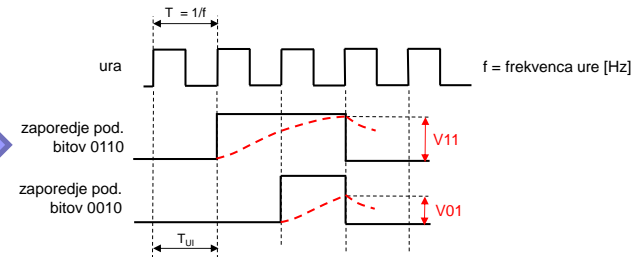 T = 1/f
ura
f = frekvenca ure [Hz]
zaporedje pod.
bitov 0110
V11
zaporedje pod.
bitov 0010
V01
TUI